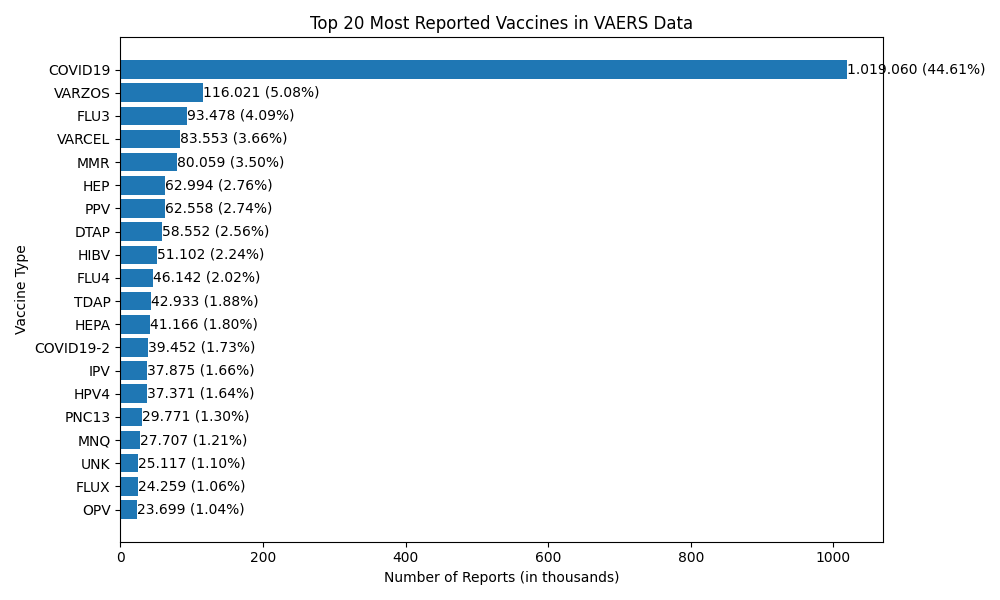 Top 20 Most Reported Vaccines in VAERS Data
COVID19 1.019.060 (44.61%)
VARZOS 116.021 (5.08%)
FLU3 93.478 (4.09%)
VARCEL 83.553 (3.66%)
MMR 80.059 (3.50%)
HEP 62.994 (2.76%)
PPV 62.558 (2.74%)
DTAP 58.552 (2.56%)
HIBV 51.102 (2.24%)
FLU4 46.142 (2.02%)
TDAP 42.933 (1.88%)
HEPA 41.166 (1.80%)
COVID19-2 39.452 (1.73%)
IPV 37.875 (1.66%)
HPV4 37.371 (1.64%)
PNC13 29.771 (1.30%)
MNQ 27.707 (1.21%)
UNK 25.117 (1.10%)
FLUX 24.259 (1.06%)
OPV 23.699 (1.04%)
Vaccine Type
0 200 400 600 800 1000
Number of Reports (in thousands)